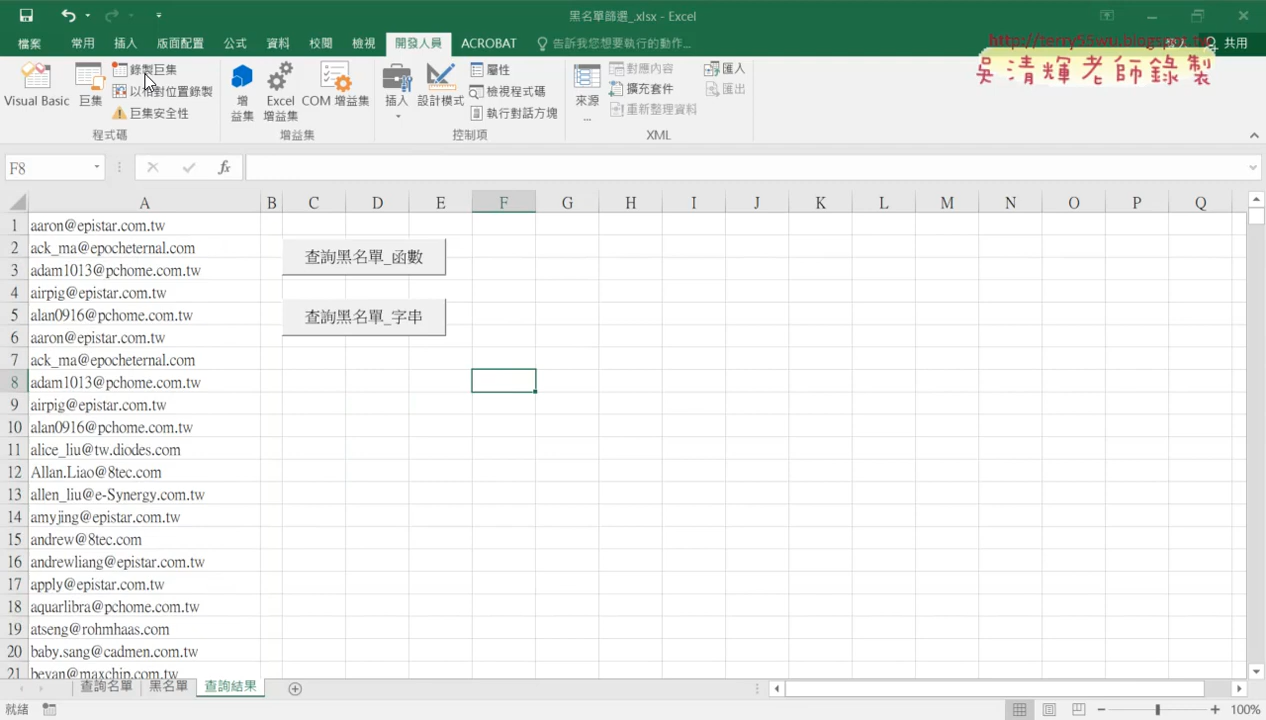 黑名單篩選_.xlsx - Excel
檔案 常用 插入 版面配置 公式 資料 校閱 檢視 開發人員 ACROBAT 告訴我您想要執行的動作... 共用
http://terry55wu.blogspot.tw
吳清輝老師錄製
Visual Basic 巨集 錄製巨集
以相對位置錄製
巨集安全性
程式碼
增益集 Excel 增益集 COM 增益集
增益集
插入 設計模式 屬性
檢視程式碼
執行對話方塊
控制項
來源... 對應內容 匯入
擴充套件 匯出
重新整理資料
XML
F8 fx
A B C D E F G H I J K L M N O P Q
1 aaron@epistar.com.tw
2 ack_ma@epocheternal.com
查詢黑名單_函數
3 adam1013@pchome.com.tw
4 airpig@epistar.com.tw
5 alan0916@pchome.com.tw
查詢黑名單_字串
6 aaron@epistar.com.tw
7 ack_ma@epocheternal.com
8 adam1013@pchome.com.tw
9 airpig@epistar.com.tw
10 alan0916@pchome.com.tw
11 alice_liu@tw.diodes.com
12 Allan.Liao@8tec.com
13 allen_liu@e-Synergy.com.tw
14 amyjing@epistar.com.tw
15 andrew@8tec.com
16 andrewliang@epistar.com.tw
17 apply@epistar.com.tw
18 aquarlibra@pchome.com.tw
19 atseng@rohmhaas.com
20 baby.sang@cadmen.com.tw
21 bevan@maxchip.com.tw
查詢名單 黑名單 查詢結果
就緒 100%